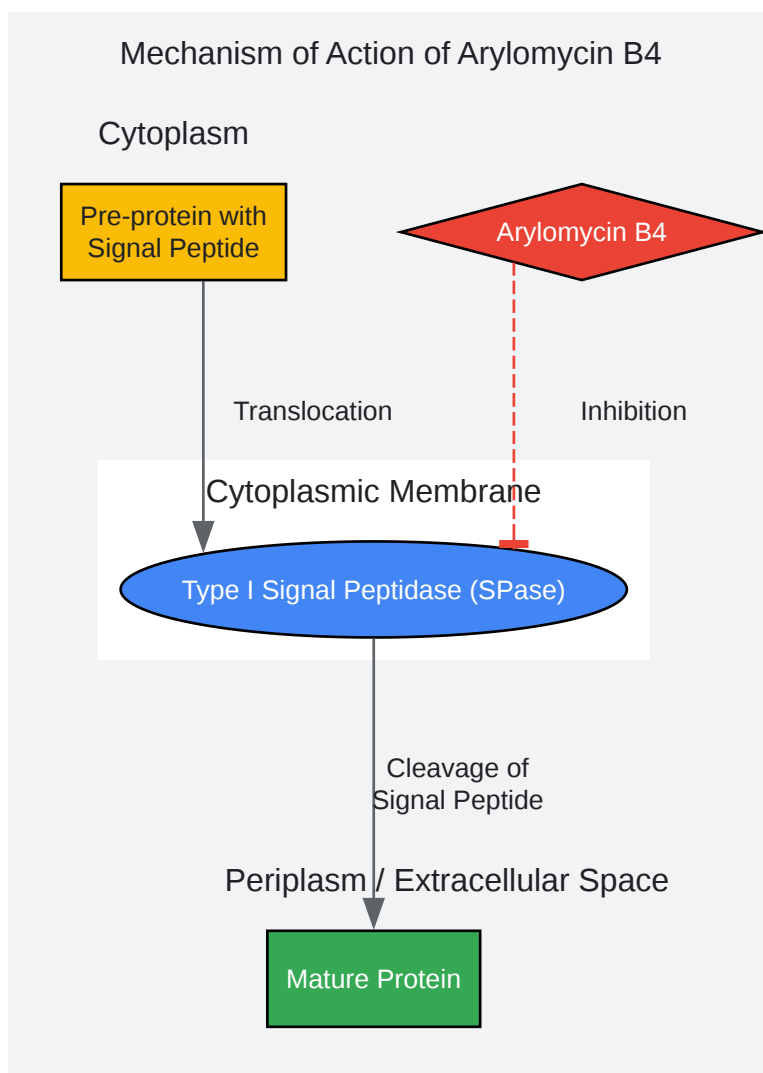 Mechanism of Action of Arylomycin B4
Cytoplasm
Pre-protein with
Signal Peptide
Arylomycin B4
Translocation
Inhibition
Cytoplasmic Membrane
Type I Signal Peptidase (SPase)
Cleavage of
Signal Peptide
Periplasm / Extracellular Space
Mature Protein